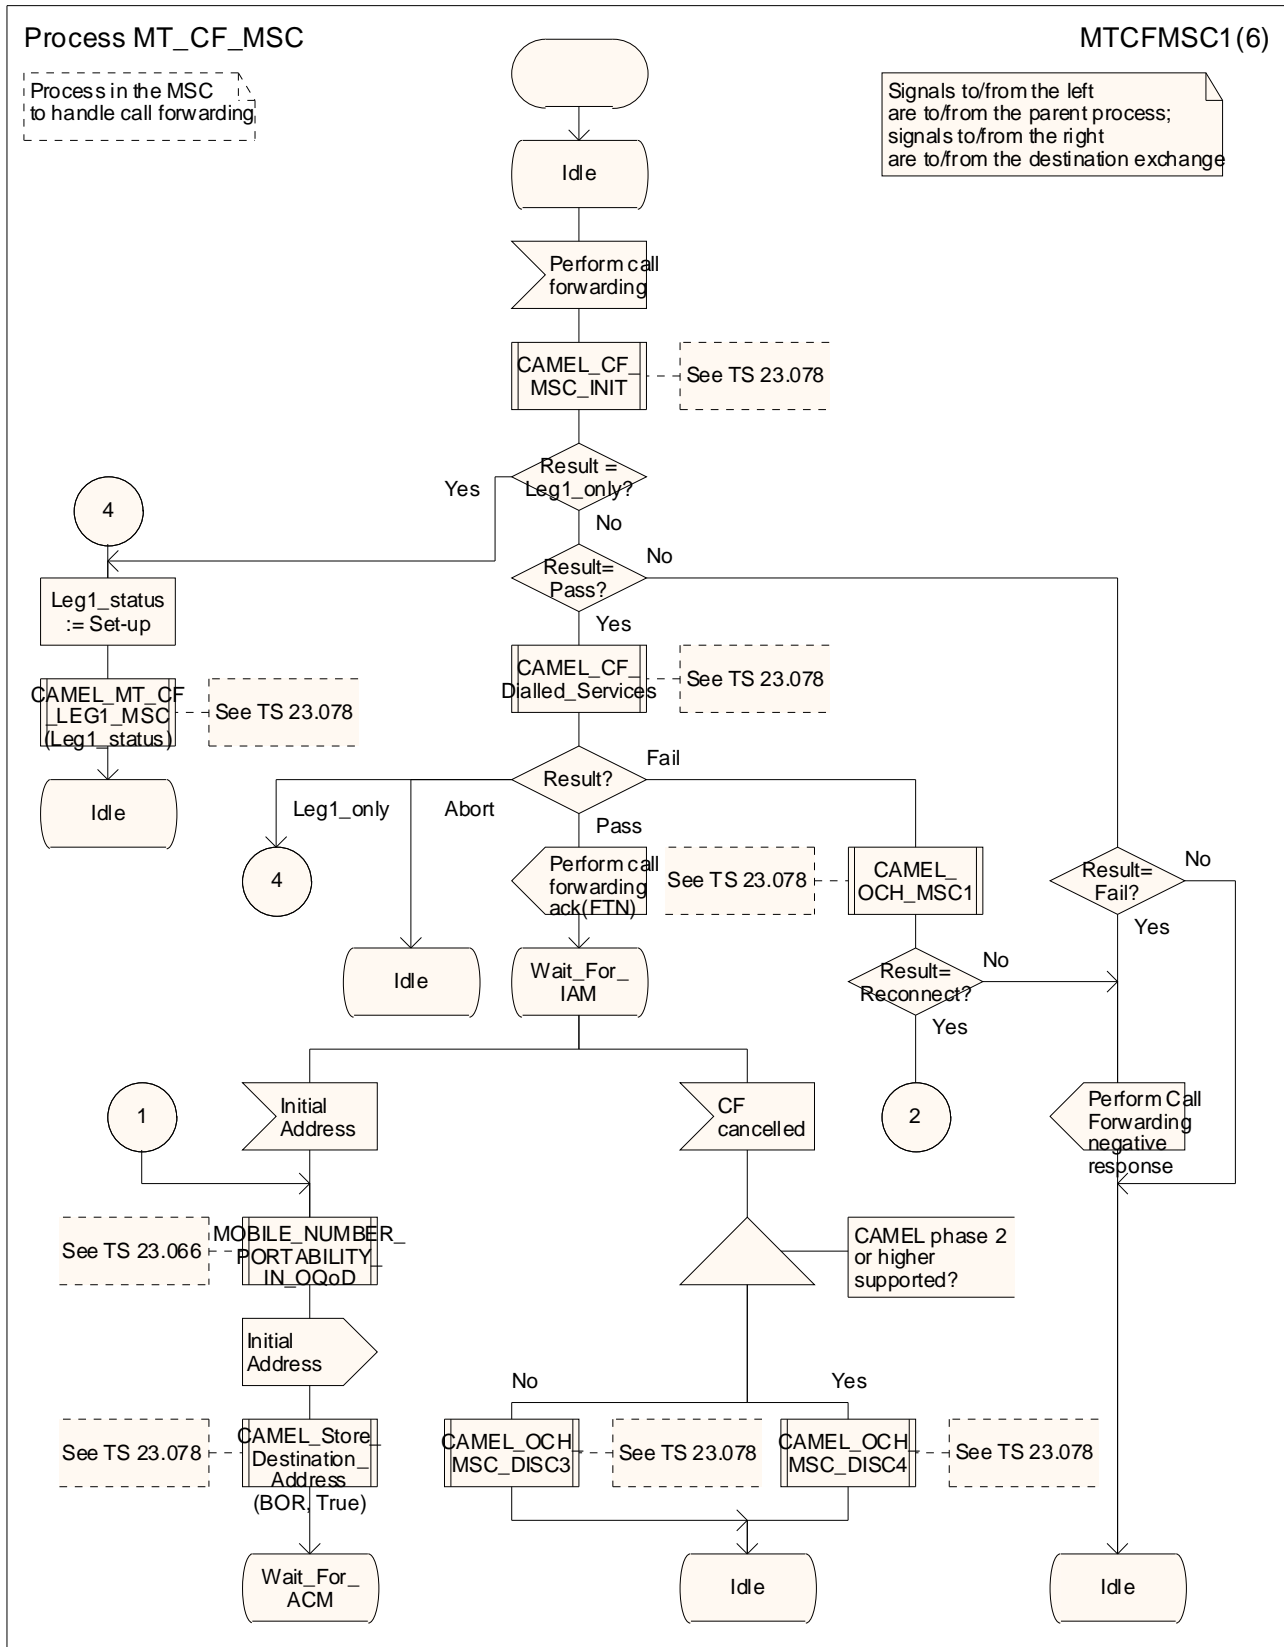 Process MT_CF_MSC
MTCFMSC1(6)
Process in the MSC
to handle call forwarding
Signals to/from the left
are to/from the parent process;
signals to/from the right
are to/from the destination exchange
Idle
Perform call
forwarding
CAMEL_CF_
MSC_INIT
See TS 23.078
Result =
Leg1_only?
Yes
No
4
Result=
Pass?
No
Yes
Leg1_status
:= Set-up
CAMEL_CF_
Dialled_Services
See TS 23.078
CAMEL_MT_CF
_LEG1_MSC
(Leg1_status)
See TS 23.078
Idle
Result?
Fail
Leg1_only
Abort
Pass
4
Perform call
forwarding
ack(FTN)
See TS 23.078
CAMEL_
OCH_MSC1
Result=
Fail?
No
Yes
Idle
Wait_For_
IAM
Result=
Reconnect?
No
Yes
1
Initial
Address
CF
cancelled
2
Perform Call
Forwarding
negative
response
See TS 23.066
MOBILE_NUMBER_
PORTABILITY_
IN_OQoD
CAMEL phase 2
or higher
supported?
Initial
Address
No
Yes
See TS 23.078
CAMEL_Store_
Destination_
Address
(BOR, True)
CAMEL_OCH_
MSC_DISC3
See TS 23.078
CAMEL_OCH_
MSC_DISC4
See TS 23.078
Wait_For_
ACM
Idle
Idle